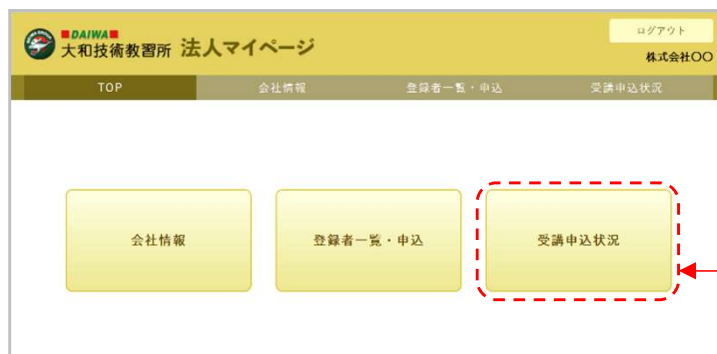 ログアウト
DAIWA
大和技術教習所 法人マイページ
株式会社〇〇
TOP 会社情報 登録者一覧・申込 受講申込状況
会社情報 登録者一覧・申込 受講申込状況